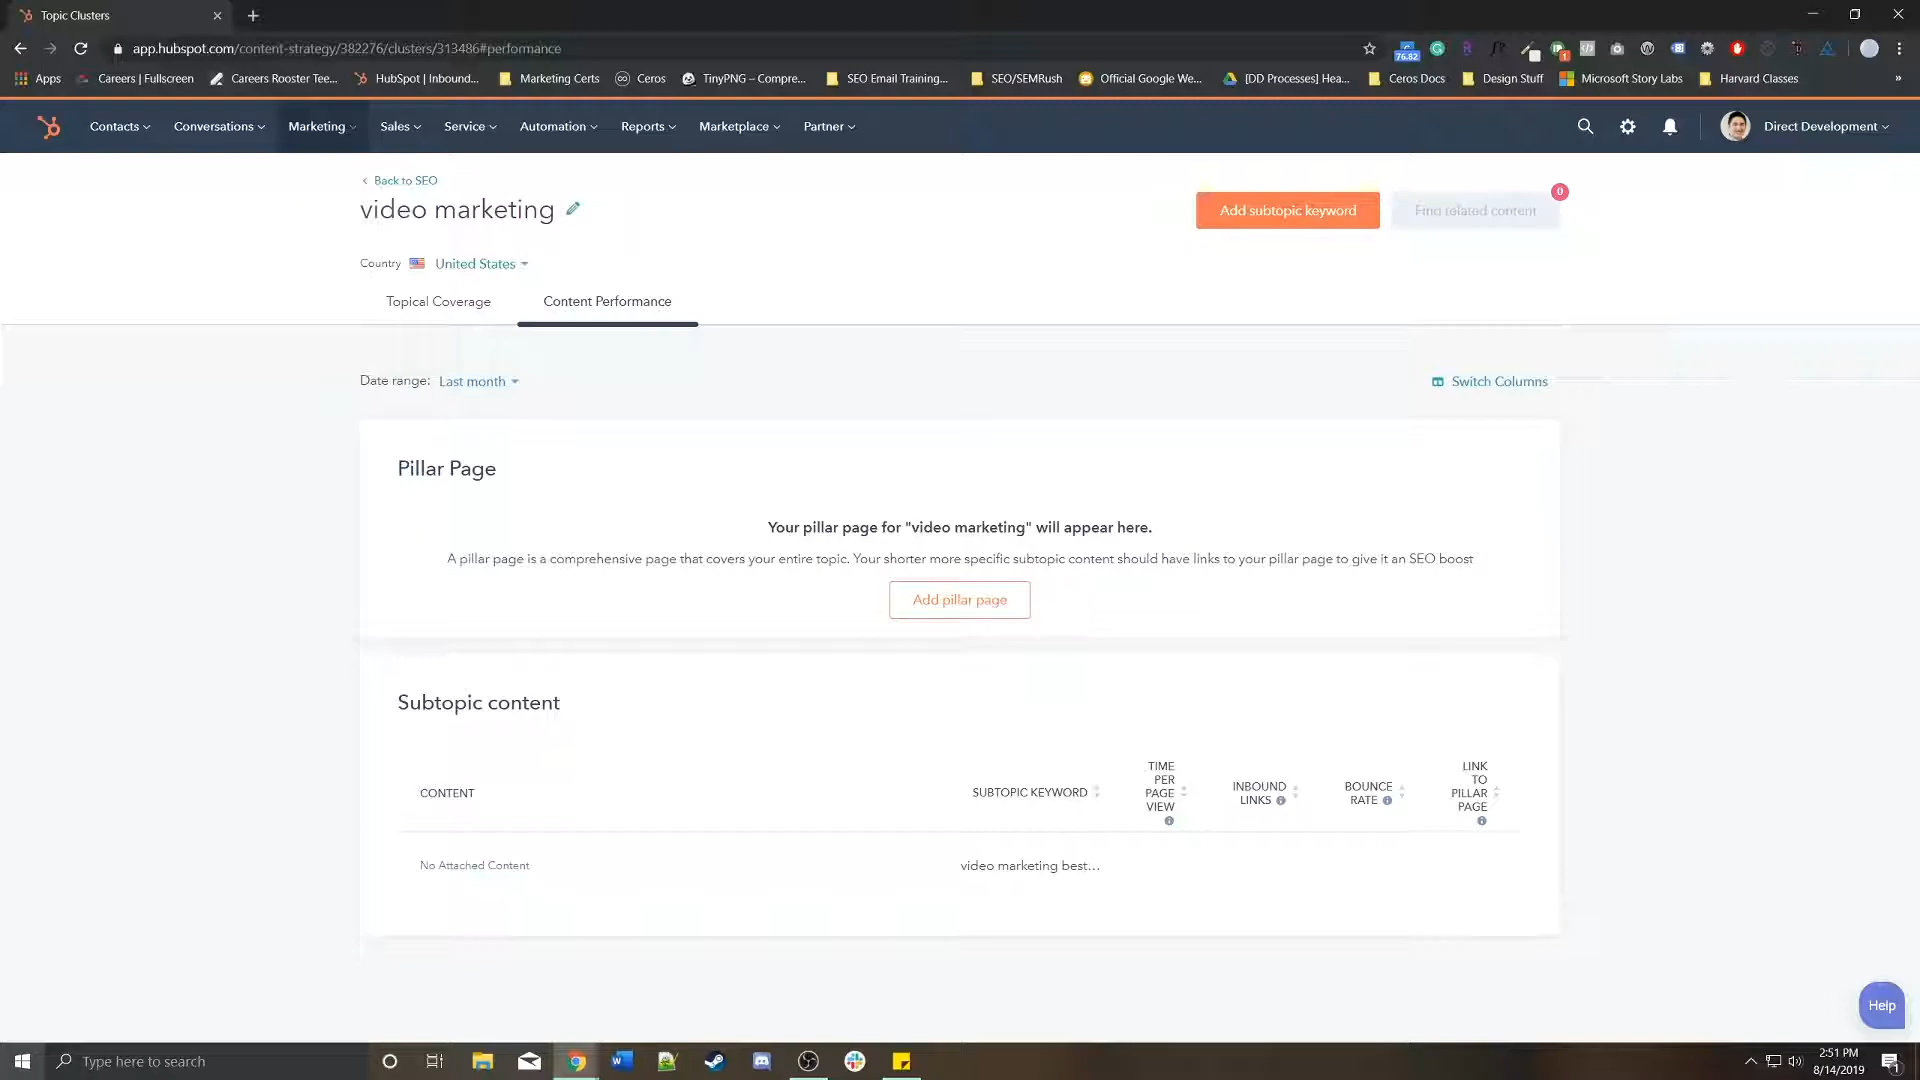 Topic Clusters
app.hubspot.com/content-strategy/382276/clusters/313486#performance
76.82
1
Apps
Careers | Fullscreen
Careers Rooster Tee...
HubSpot | Inbound...
Marketing Certs
Ceros
TinyPNG – Compre...
SEO Email Training...
SEO/SEMRush
Official Google We...
[DD Processes] Hea...
Ceros Docs
Design Stuff
Microsoft Story Labs
Harvard Classes
»
Contacts
Conversations
Marketing
Sales
Service
Automation
Reports
Marketplace
Partner
Direct Development
Back to SEO
video marketing
Add subtopic keyword
Find related content
0
Country
United States
Topical Coverage
Content Performance
Date range: Last month
Switch Columns
Pillar Page
Your pillar page for "video marketing" will appear here.
A pillar page is a comprehensive page that covers your entire topic. Your shorter more specific subtopic content should have links to your pillar page to give it an SEO boost
Add pillar page
Subtopic content
CONTENT
SUBTOPIC KEYWORD
TIME
PER
PAGE
VIEW
INBOUND
LINKS
BOUNCE
RATE
LINK
TO
PILLAR
PAGE
No Attached Content
video marketing best...
Help
Type here to search
2:51 PM
8/14/2019
1